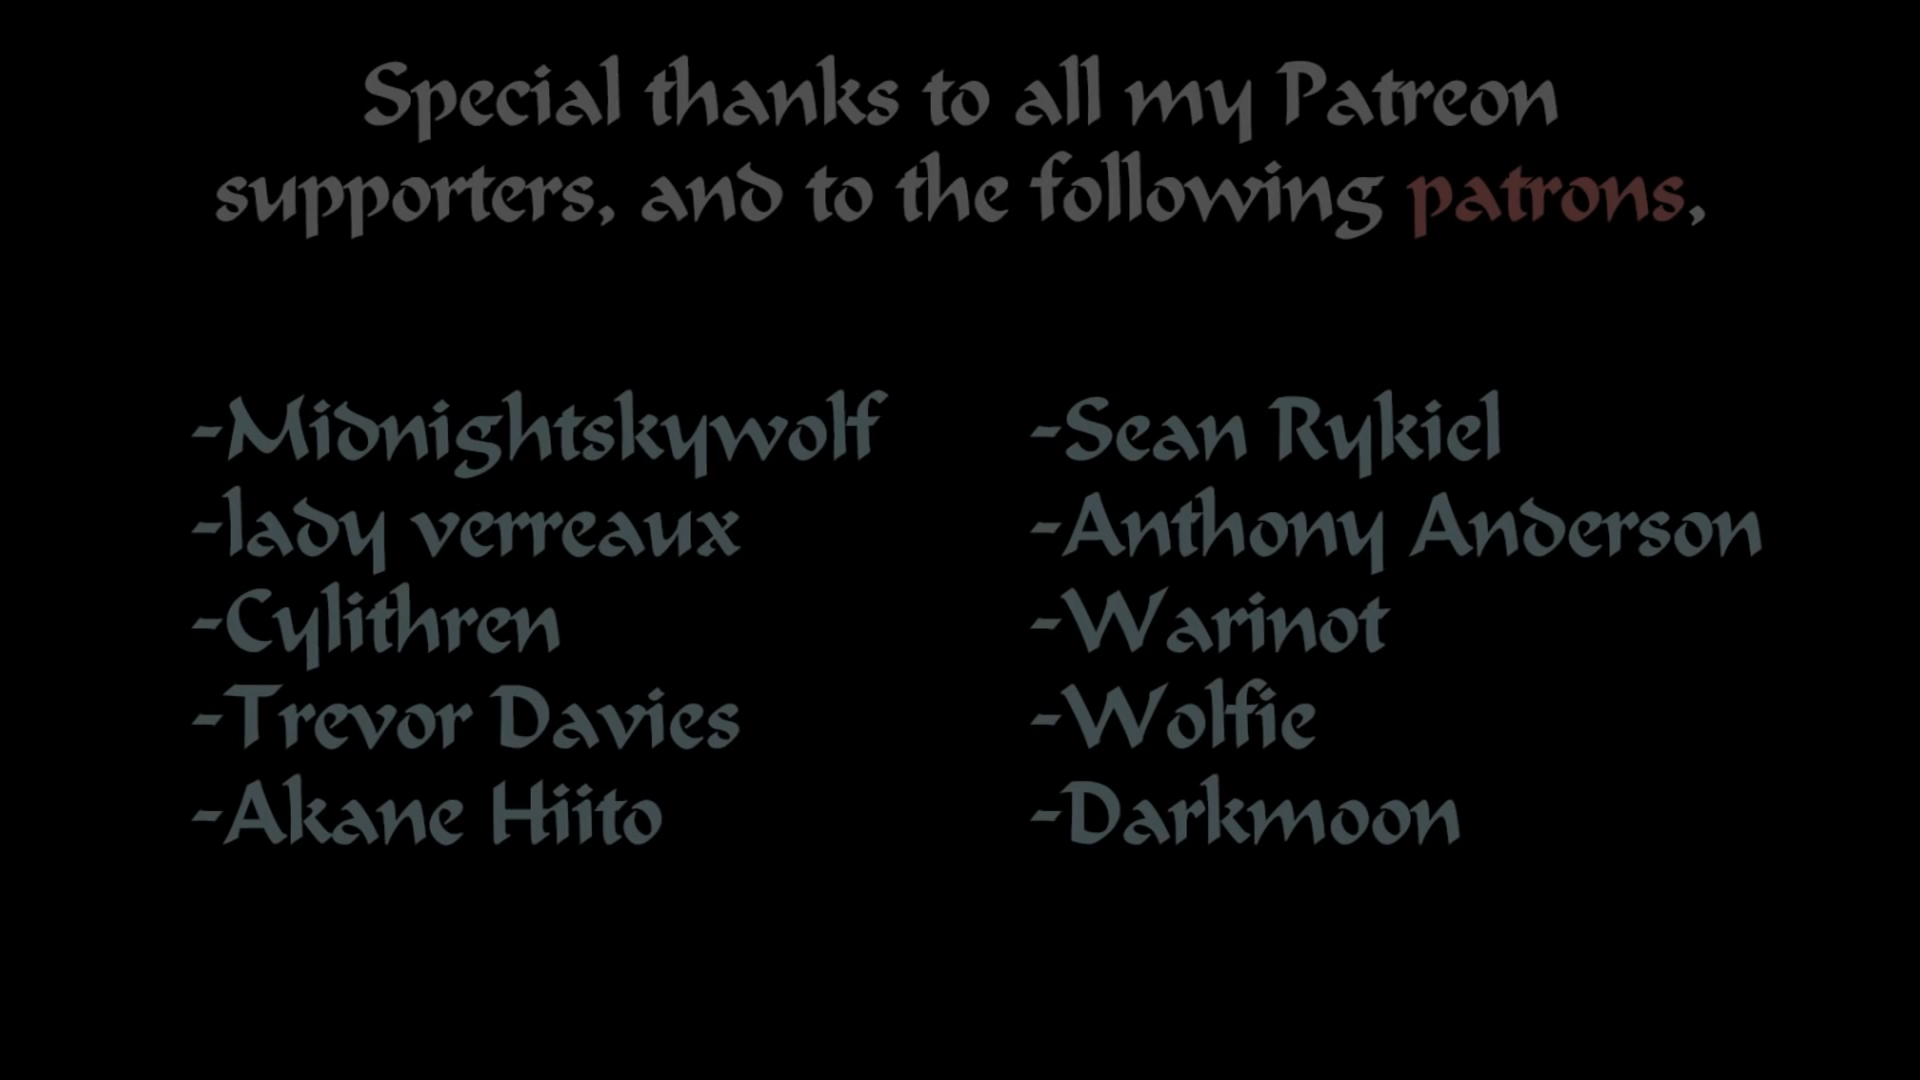 Special thanks to all my Patreon
supporters, and to the following patrons,
-Midnightskywolf
-lady verreaux
-Cylithren
-Trevor Davies
-Akane Hiito
-Sean Rykiel
-Anthony Anderson
-Warinot
-Wolfie
-Darkmoon